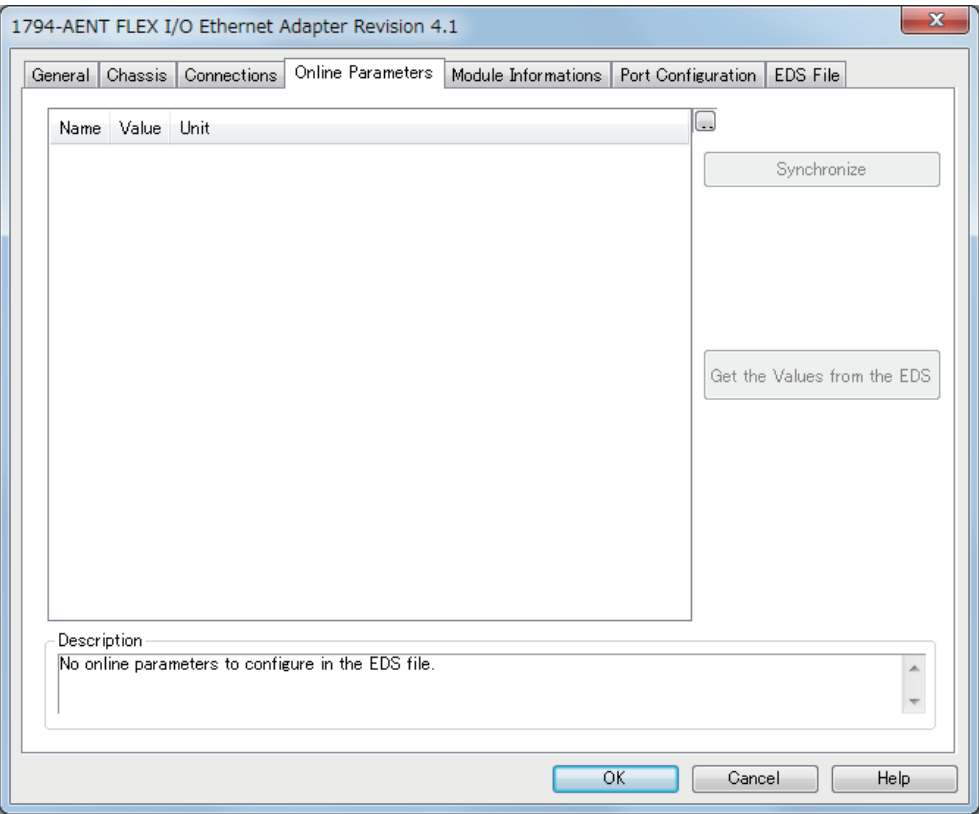 1794-AENT FLEX I/O Ethernet Adapter Revision 4.1
General Chassis Connections Online Parameters Module Informations Port Configuration EDS File
Name Value Unit
..
Synchronize
Get the Values from the EDS
Description
No online parameters to configure in the EDS file.
OK Cancel Help